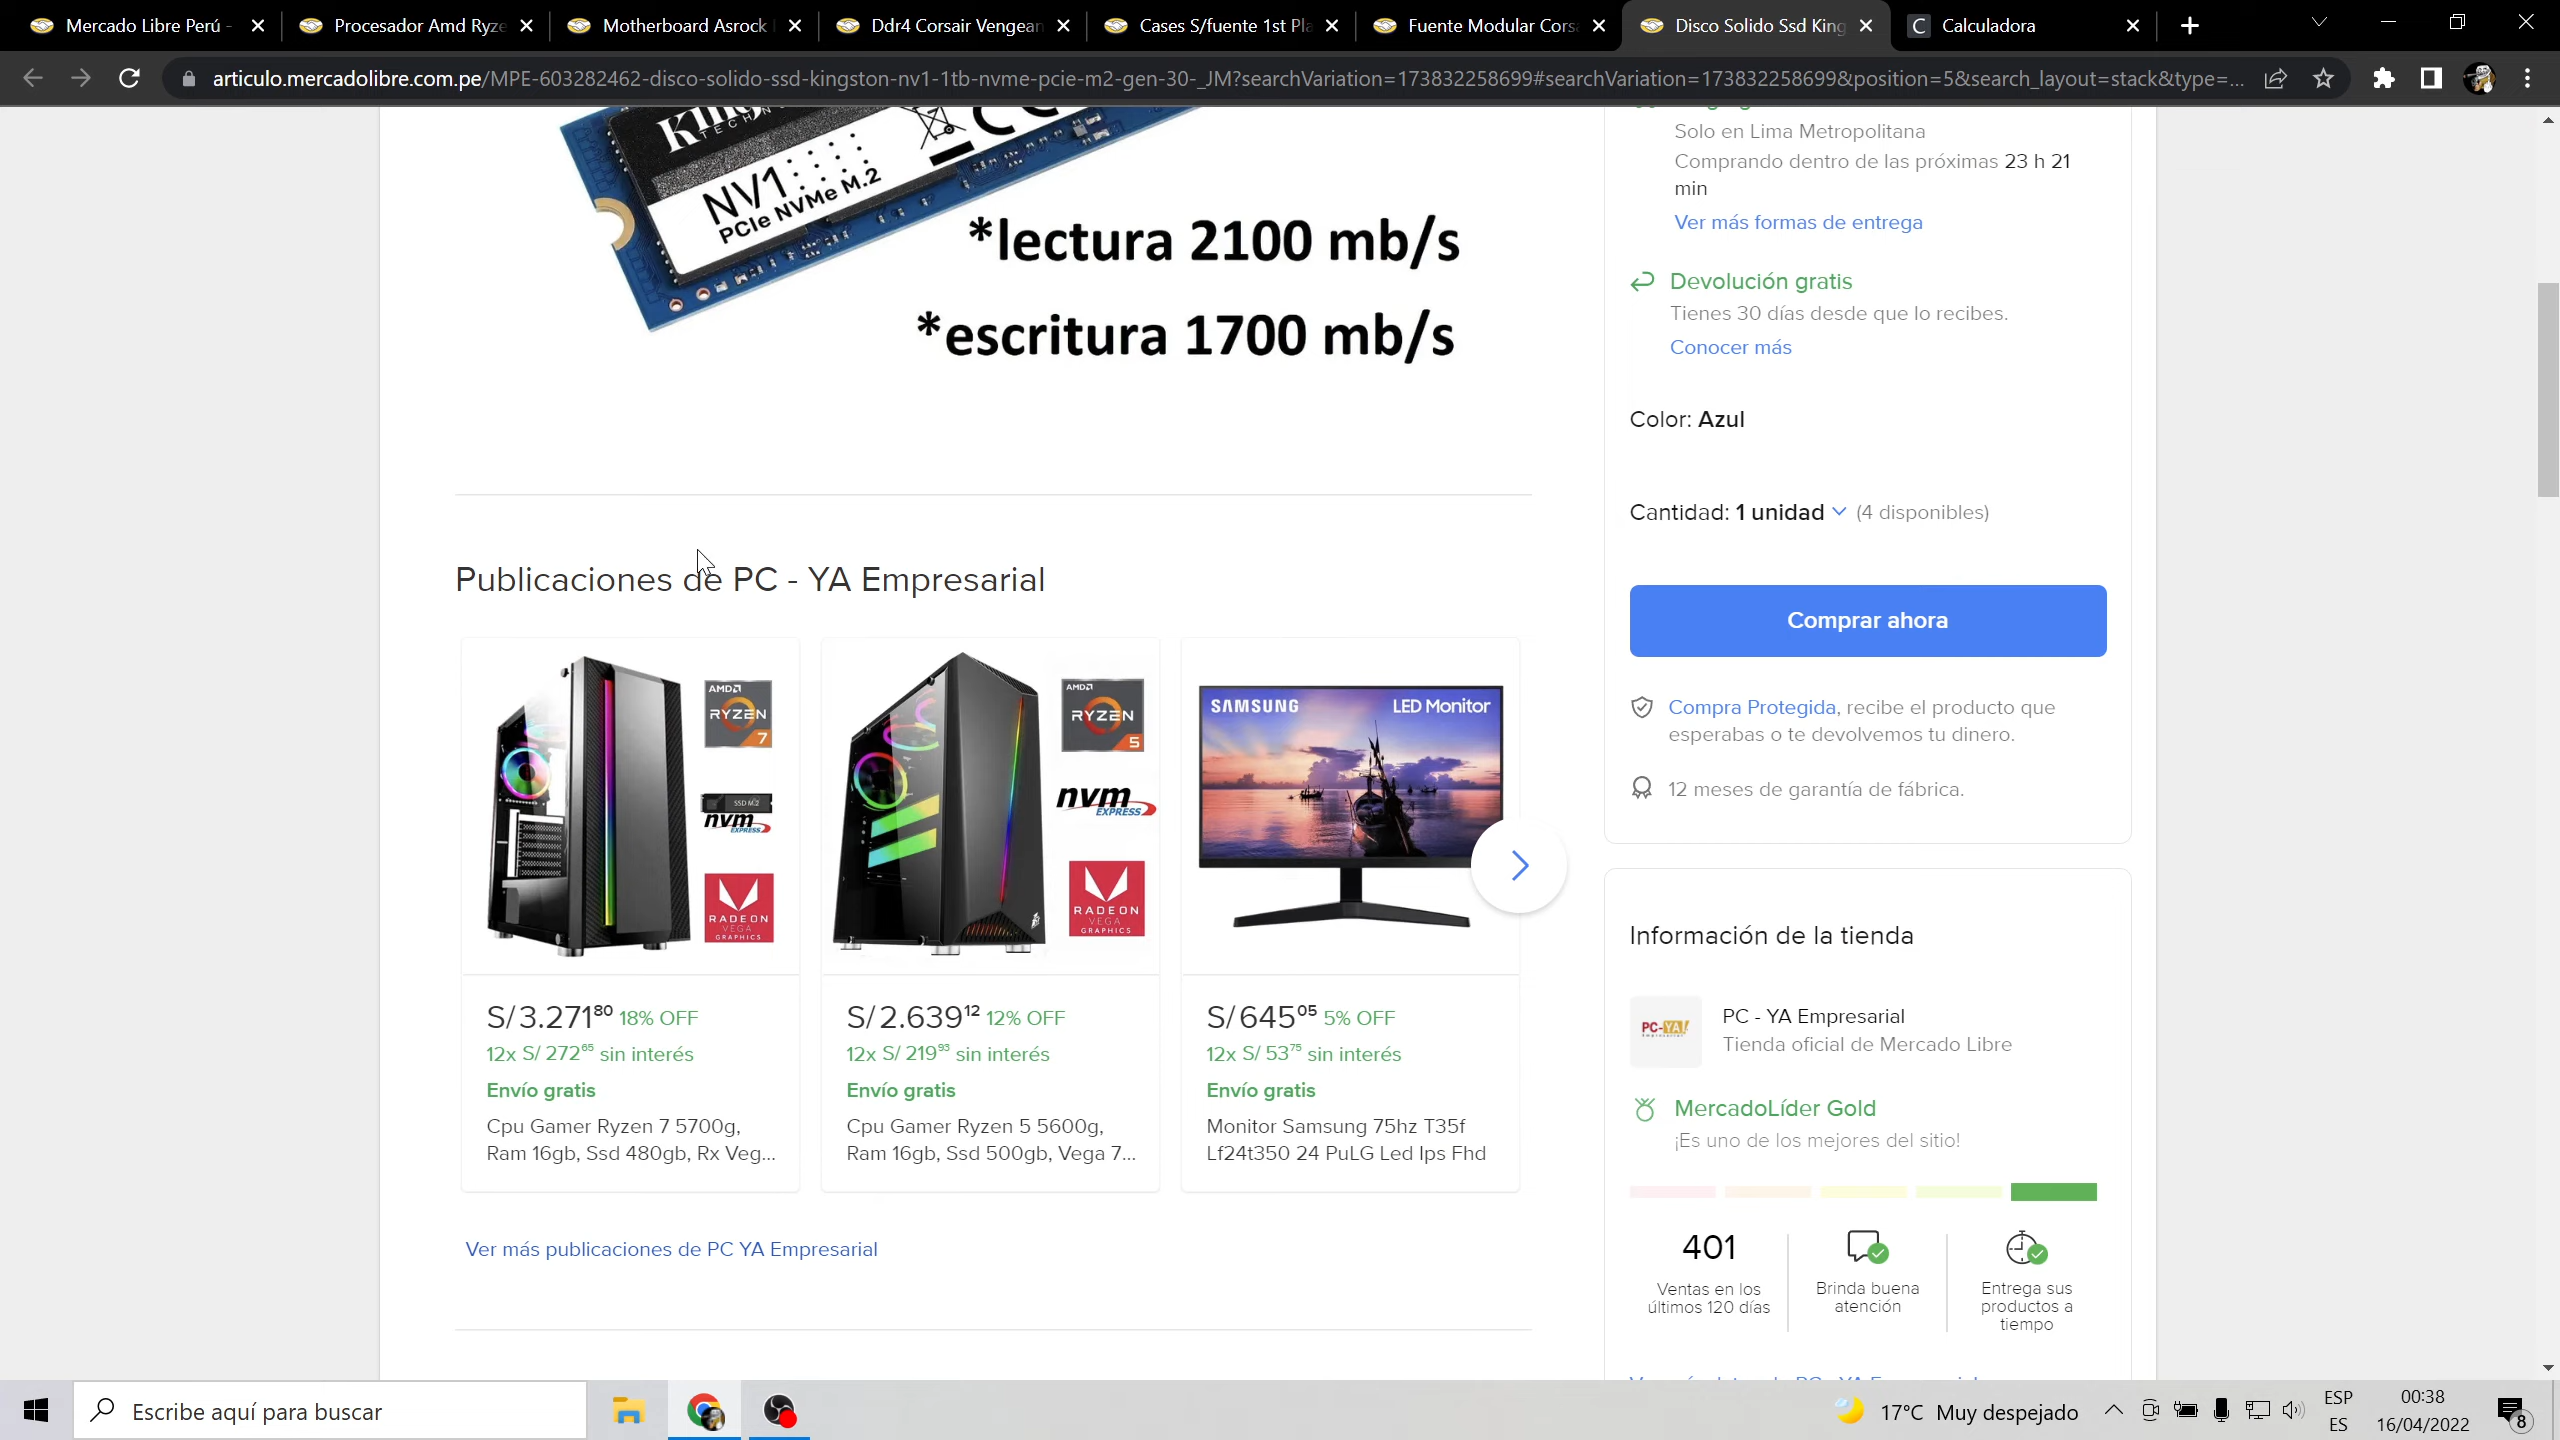 Mercado Libre Perú -
Procesador Amd Ryze
Motherboard Asrock
Ddr4 Corsair Vengean
Cases S/fuente 1st Pla
Fuente Modular Corsa
Disco Solido Ssd King
Calculadora
articulo.mercadolibre.com.pe/MPE-603282462-disco-solido-ssd-kingston-nv1-1tb-nvme-pcie-m2-gen-30-_JM?searchVariation=173832258699#searchVariation=173832258699&position=5&search_layout=stack&type=...
NV1
PCIe NVMe M.2
*lectura 2100 mb/s
*escritura 1700 mb/s
Solo en Lima Metropolitana
Comprando dentro de las próximas 23 h 21
min
Ver más formas de entrega
Devolución gratis
Tienes 30 días desde que lo recibes.
Conocer más
Color: Azul
Cantidad: 1 unidad (4 disponibles)
Comprar ahora
Compra Protegida, recibe el producto que
esperabas o te devolvemos tu dinero.
12 meses de garantía de fábrica.
Publicaciones de PC - YA Empresarial
AMD
RYZEN
7
SSD M.2
nvm
EXPRESS
RADEON
VEGA
GRAPHICS
AMD
RYZEN
5
nvm
EXPRESS
RADEON
VEGA
GRAPHICS
SAMSUNG
LED Monitor
S/3.271⁸⁰ 18% OFF
12x S/ 272⁶⁵ sin interés
Envío gratis
Cpu Gamer Ryzen 7 5700g,
Ram 16gb, Ssd 480gb, Rx Veg...
S/2.639¹² 12% OFF
12x S/ 219⁹³ sin interés
Envío gratis
Cpu Gamer Ryzen 5 5600g,
Ram 16gb, Ssd 500gb, Vega 7...
S/645⁰⁵ 5% OFF
12x S/ 53⁷⁵ sin interés
Envío gratis
Monitor Samsung 75hz T35f
Lf24t350 24 PuLG Led Ips Fhd
Ver más publicaciones de PC YA Empresarial
Información de la tienda
PC-YA!
PC - YA Empresarial
Tienda oficial de Mercado Libre
MercadoLíder Gold
¡Es uno de los mejores del sitio!
401
Ventas en los
últimos 120 días
Brinda buena
atención
Entrega sus
productos a
tiempo
Escribe aquí para buscar
17°C Muy despejado
ESP
ES
00:38
16/04/2022
8